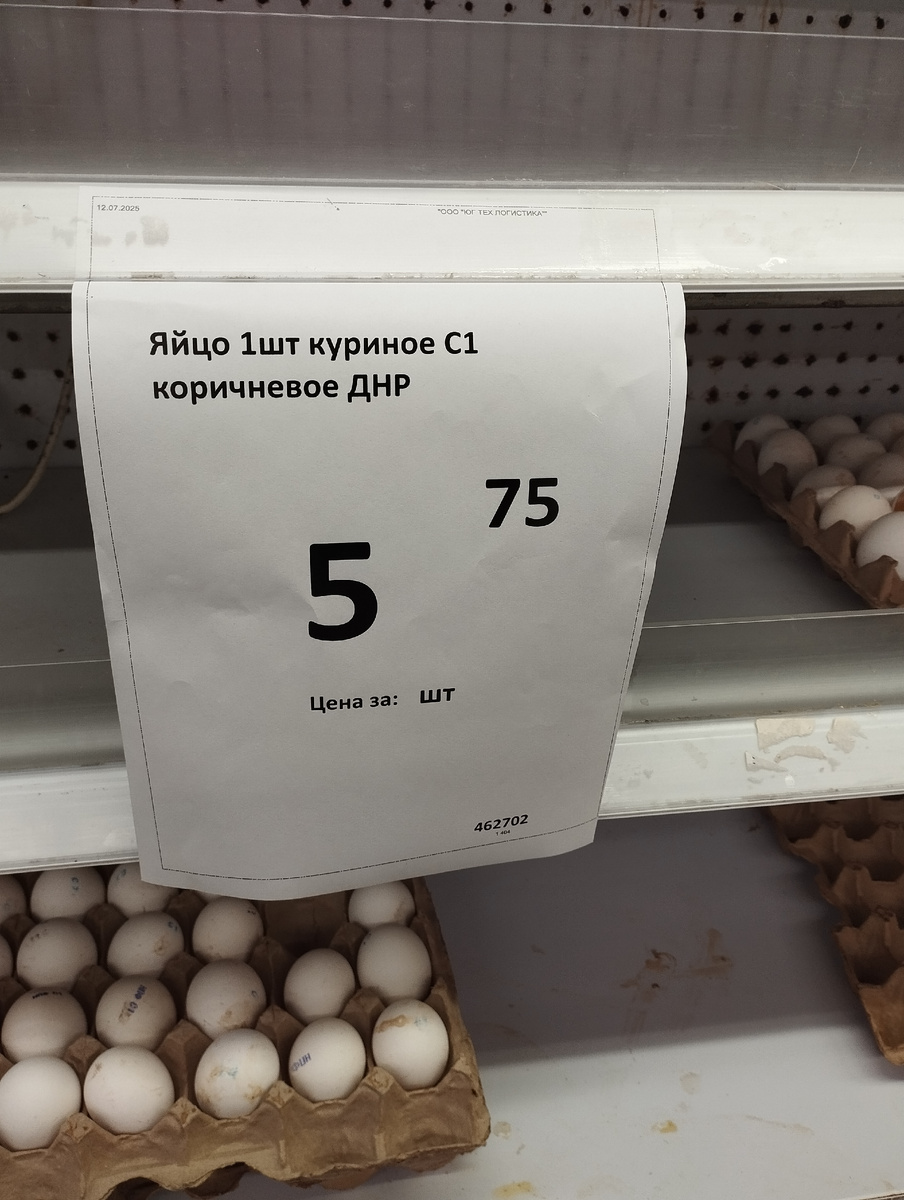 12.07.2025
"ООО "ЮГ ТЕХ ЛОГИСТИКА""
Яйцо 1шт куриное С1
коричневое ДНР
75
5
Цена за: шт
462702